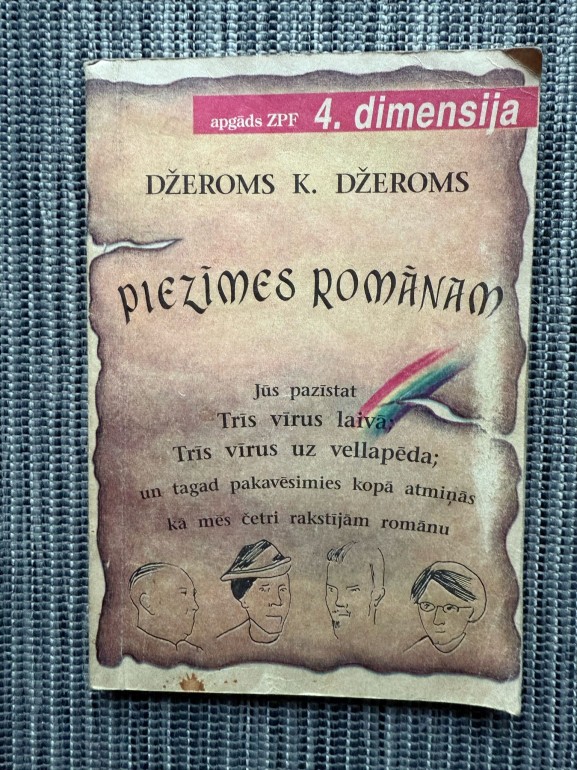 apgāds ZPF 4. dimensija
DŽEROMS K. DŽEROMS
PIEZĪMES ROMĀNAM
Jūs pazīstat
Trīs vīrus laivā;
Trīs vīrus uz vellapēda;
un tagad pakavēsimies kopā atmiņās
kā mēs četri rakstījām romānu